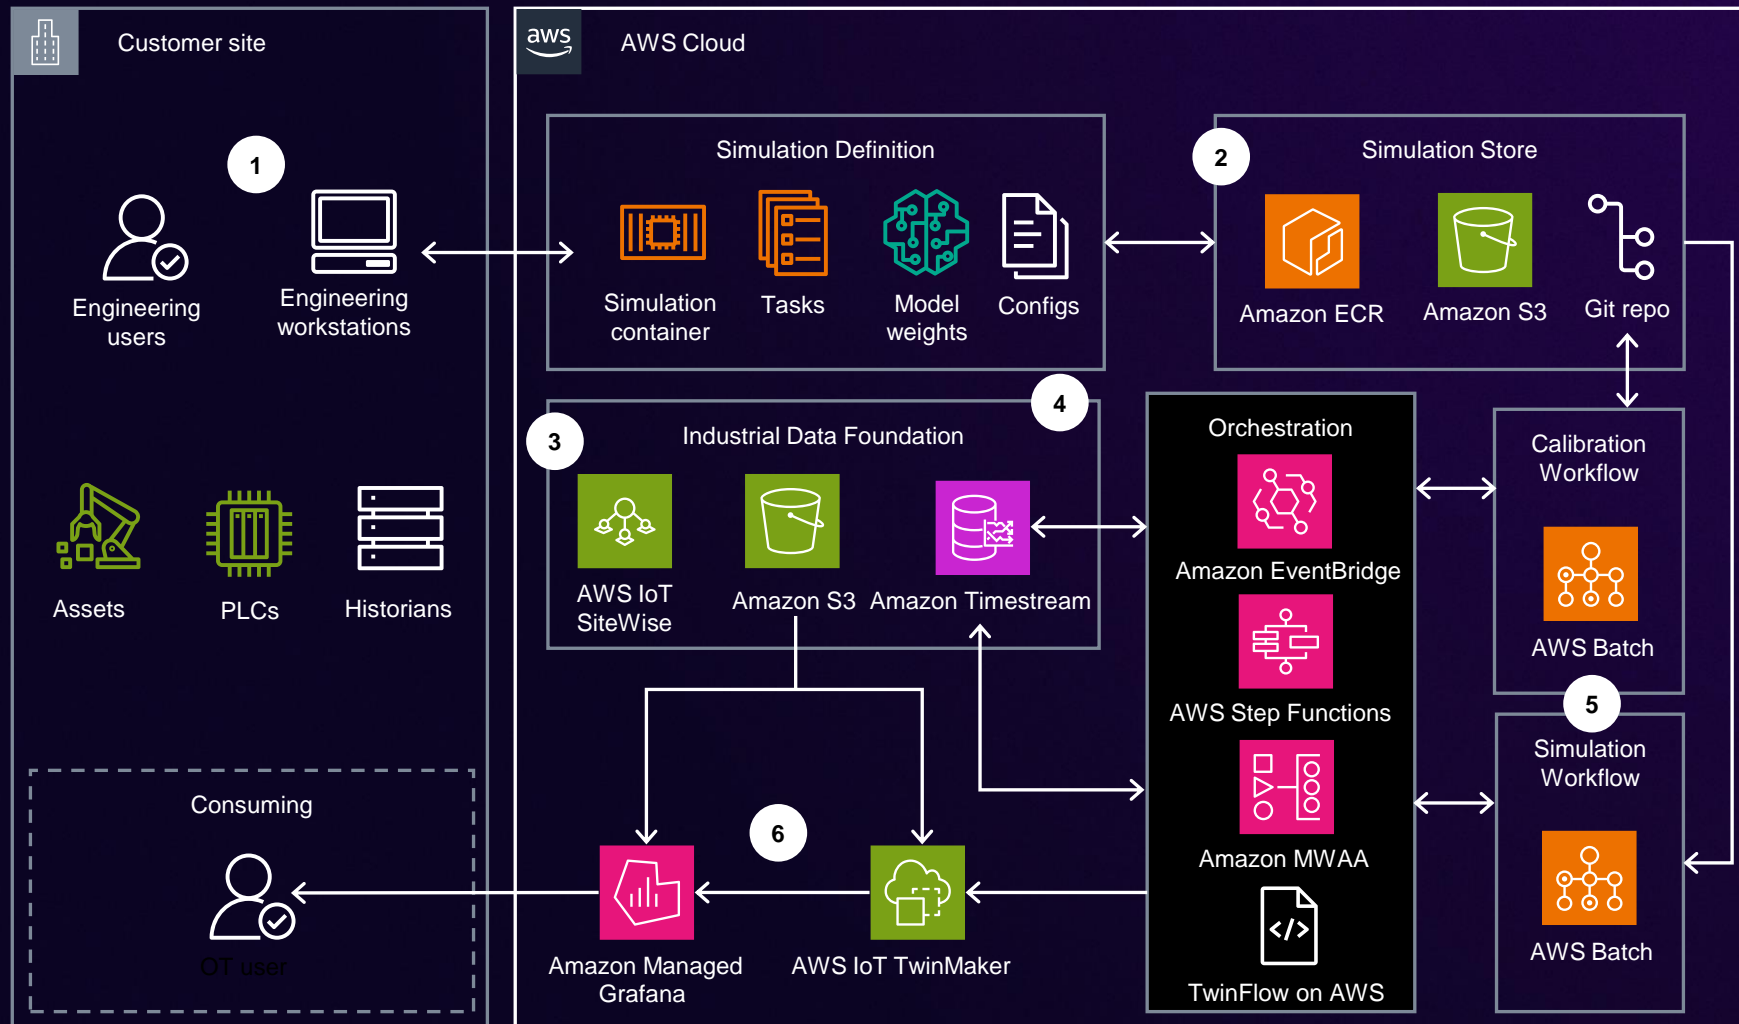 Customer site
aws
AWS Cloud
1
Engineering
users
Engineering
workstations
Simulation Definition
Simulation
container
Tasks
Model
weights
Configs
2
Simulation Store
Amazon ECR
Amazon S3
Git repo
Assets
PLCs
Historians
3
4
Industrial Data Foundation
AWS IoT
SiteWise
Amazon S3
Amazon Timestream
Orchestration
Amazon EventBridge
AWS Step Functions
Amazon MWAA
</>
TwinFlow on AWS
Calibration
Workflow
AWS Batch
5
Simulation
Workflow
AWS Batch
Consuming
OT user
6
Amazon Managed
Grafana
AWS IoT TwinMaker